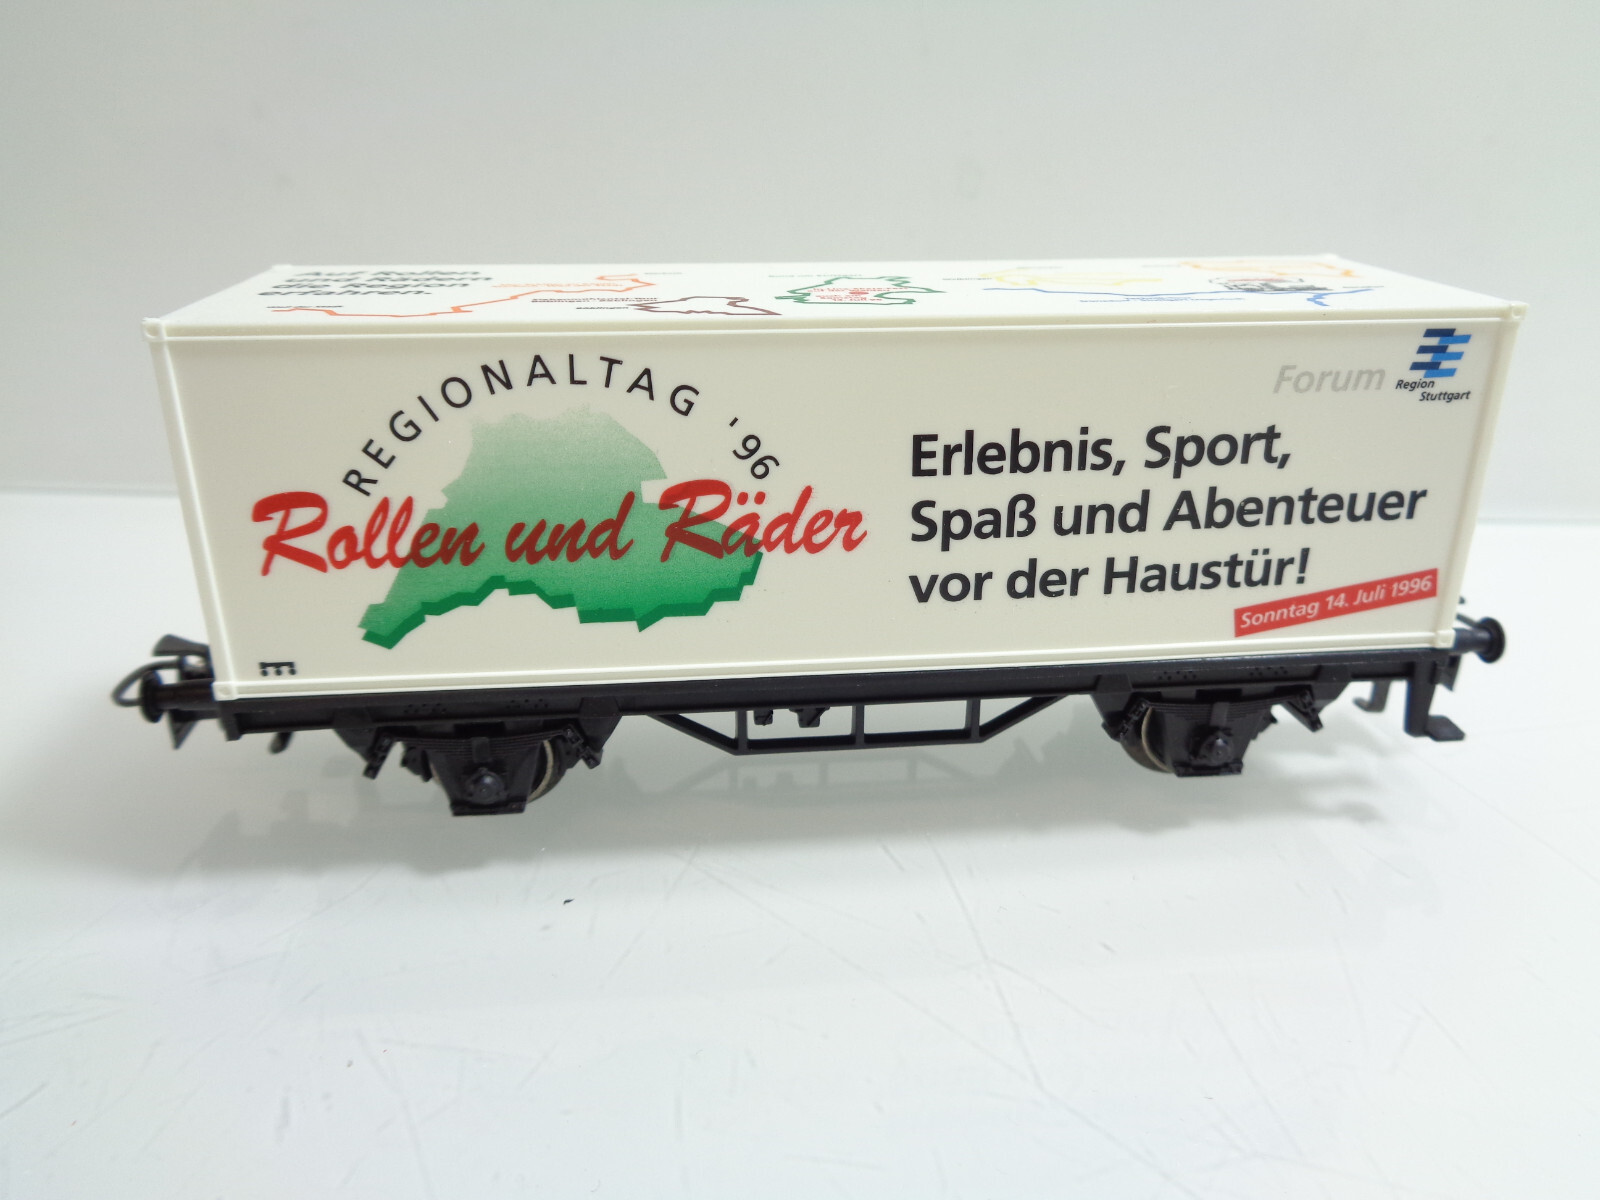 Auf Rollen
und Rädern
die Region
erfahren.
REGIONALTAG '96
Rollen und Räder
Forum
Region
Stuttgart
Erlebnis, Sport,
Spaß und Abenteuer
vor der Haustür!
Sonntag 14. Juli 1996